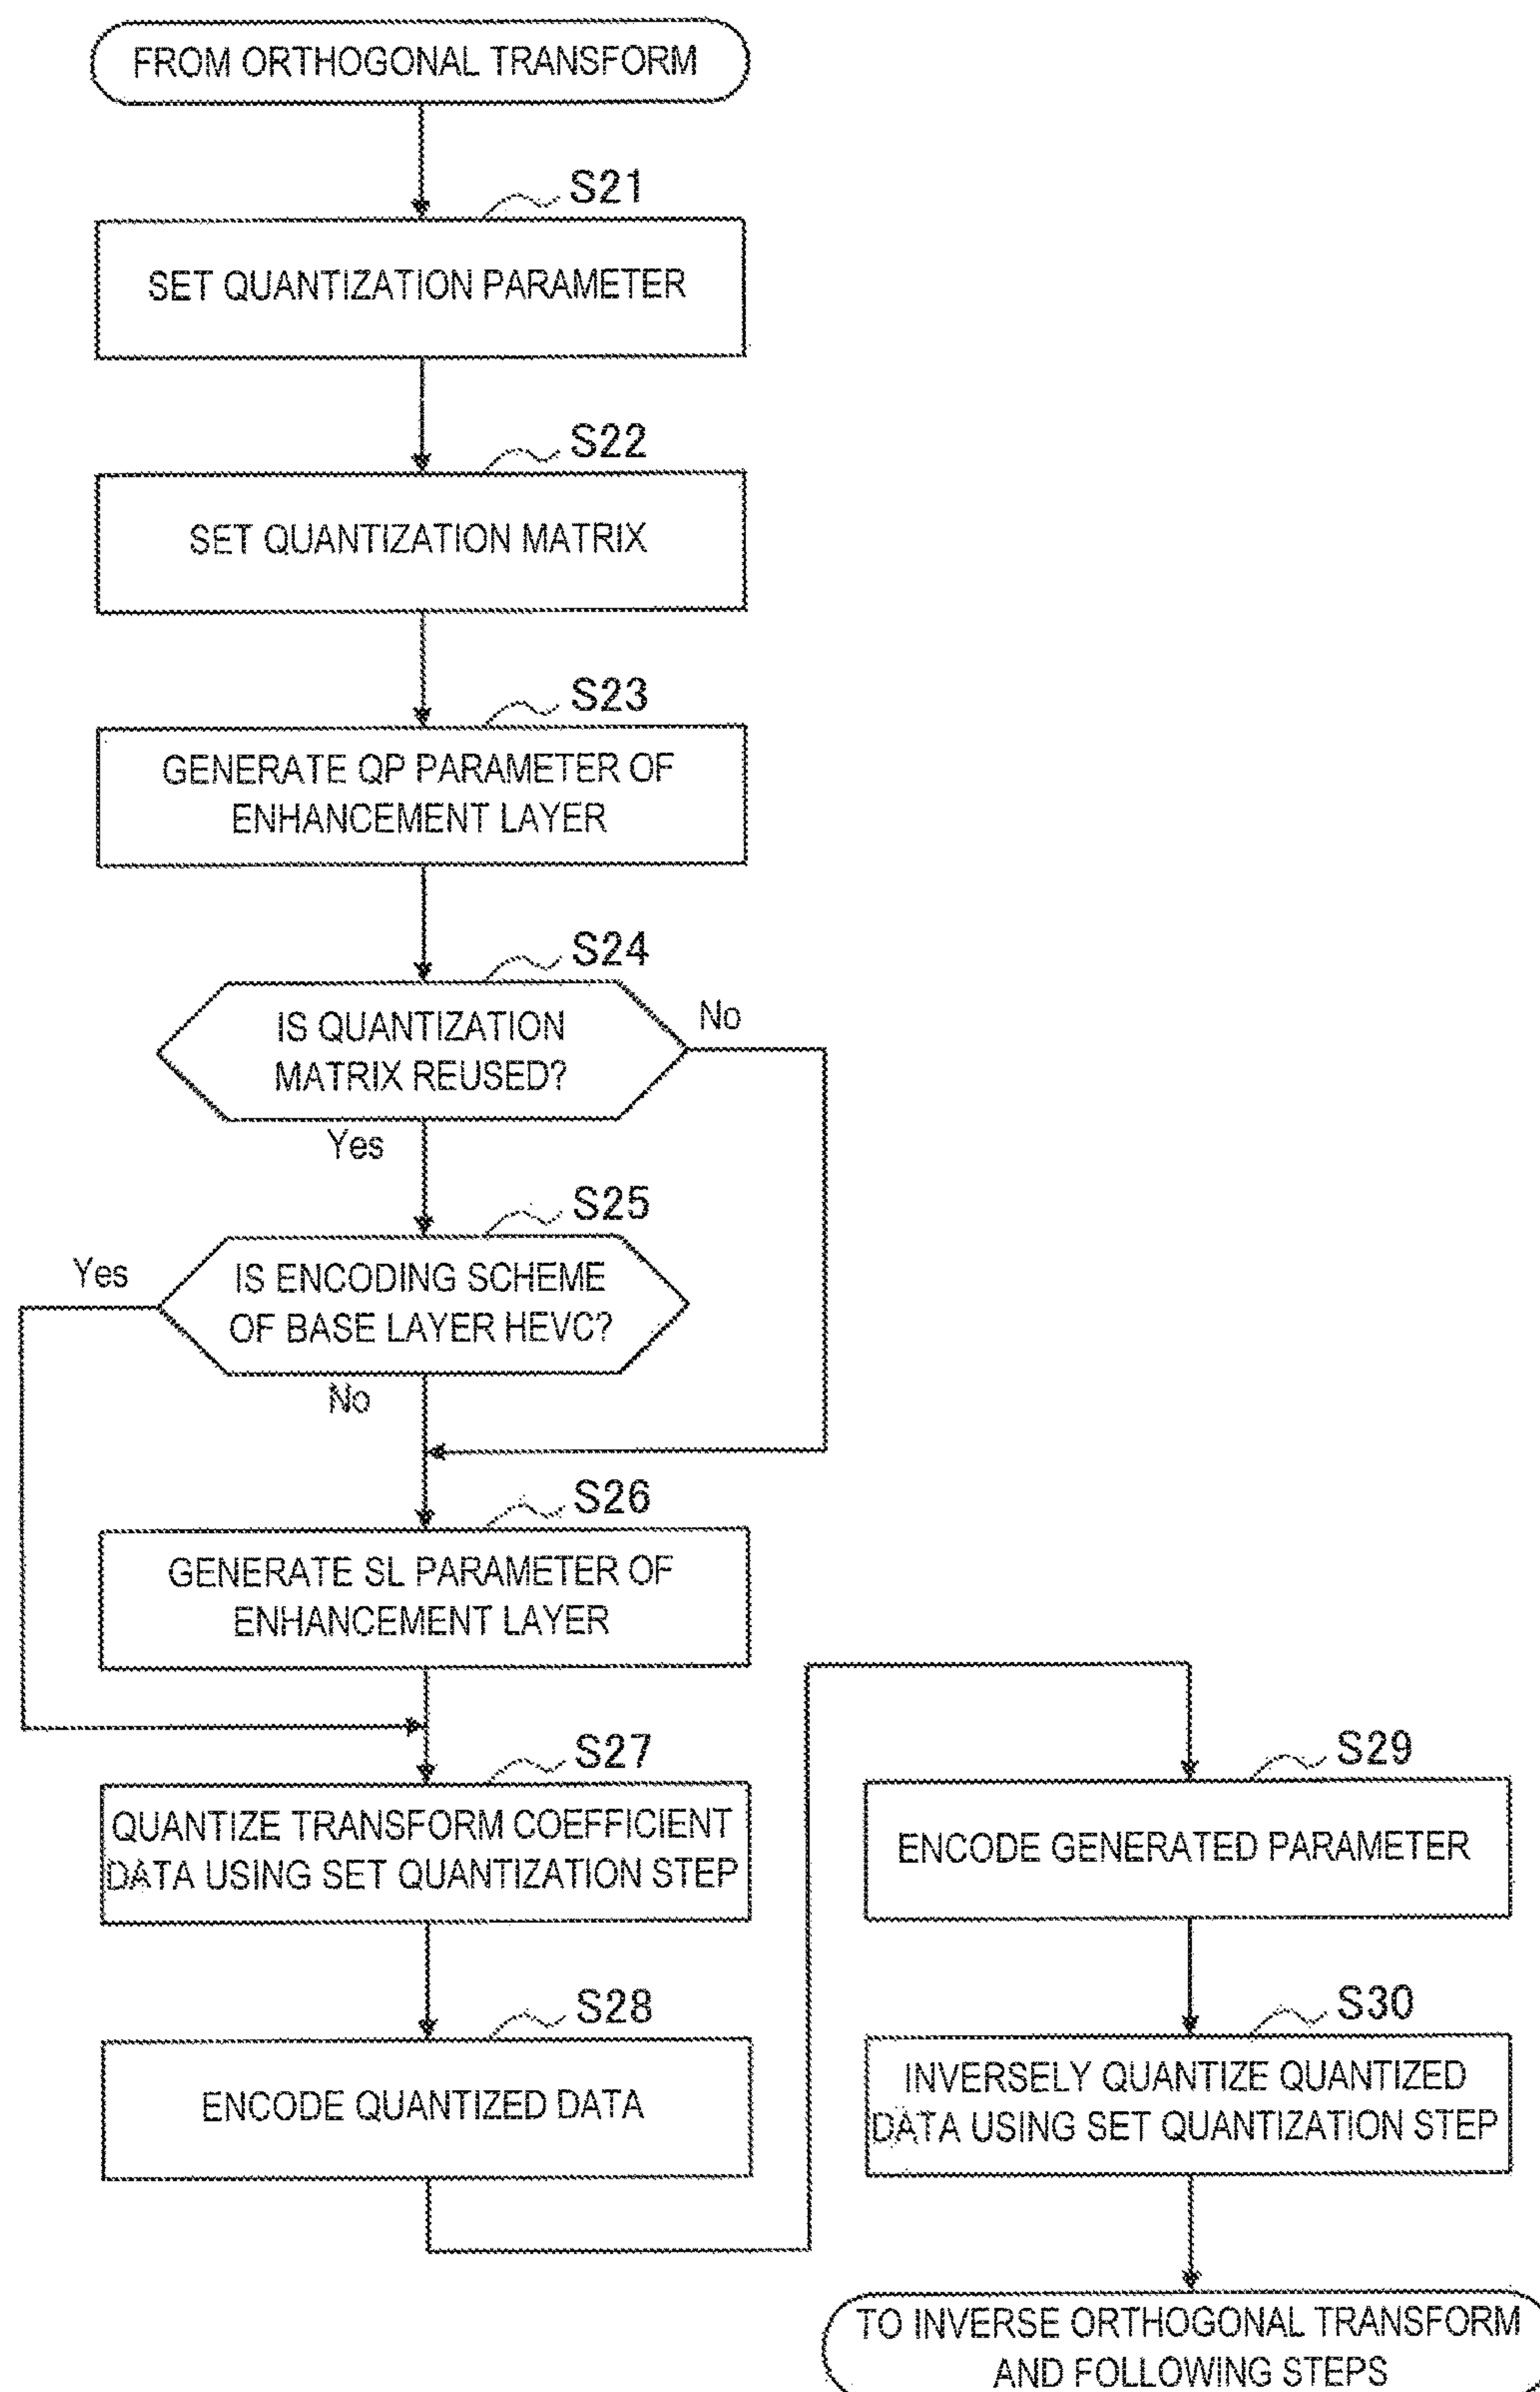 FROM ORTHOGONAL TRANSFORM
S21
SET QUANTIZATION PARAMETER
S22
SET QUANTIZATION MATRIX
S23
GENERATE QP PARAMETER OF
ENHANCEMENT LAYER
S24
IS QUANTIZATION
MATRIX REUSED?
No
Yes
S25
IS ENCODING SCHEME
OF BASE LAYER HEVC?
Yes
No
S26
GENERATE SL PARAMETER OF
ENHANCEMENT LAYER
S27
QUANTIZE TRANSFORM COEFFICIENT
DATA USING SET QUANTIZATION STEP
S28
ENCODE QUANTIZED DATA
S29
ENCODE GENERATED PARAMETER
S30
INVERSELY QUANTIZE QUANTIZED
DATA USING SET QUANTIZATION STEP
TO INVERSE ORTHOGONAL TRANSFORM
AND FOLLOWING STEPS